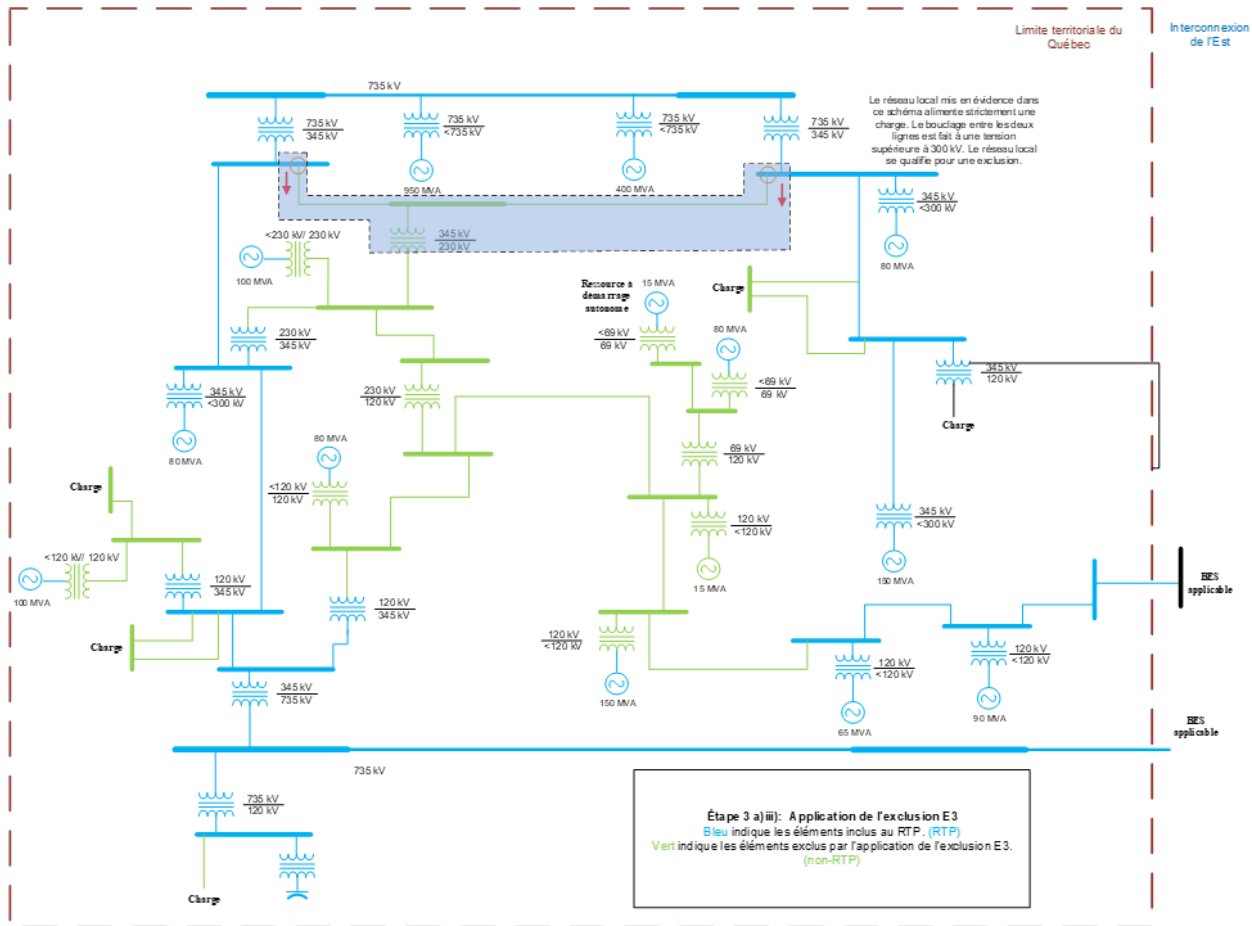 Limite territoriale du
Québec
Interconnexion
de l'Est
735 kV
735 kV
345 kV
735 kV
<735 kV
735 kV
<735 kV
735 kV
345 kV
Le réseau local mis en évidence dans
ce schéma alimente strictement une
charge. Le bouclage entre les deux
lignes est fait à une tension
supérieure à 300 kV. Le réseau local
se qualifie pour une exclusion.
950 MVA
400 MVA
345 kV
<300 kV
80 MVA
<230 kV/ 230 kV
100 MVA
345 kV
230 kV
Ressource à
démarrage
autonome
15 MVA
Charge
230 kV
345 kV
<69 kV
69 kV
80 MVA
345 kV
<300 kV
80 MVA
230 kV
120 kV
<69 kV
69 kV
345 kV
120 kV
Charge
80 MVA
<120 kV
120 kV
69 kV
120 kV
Charge
<120 kV/ 120 kV
100 MVA
120 kV
345 kV
120 kV
<120 kV
15 MVA
345 kV
<300 kV
150 MVA
BES
applicable
120 kV
345 kV
Charge
120 kV
<120 kV
150 MVA
120 kV
<120 kV
65 MVA
120 kV
<120 kV
90 MVA
345 kV
735 kV
BES
applicable
735 kV
735 kV
120 kV
Charge
Étape 3 a)iii): Application de l'exclusion E3
Bleu indique les éléments inclus au RTP. (RTP)
Vert indique les éléments exclus par l'application de l'exclusion E3.
(non-RTP)